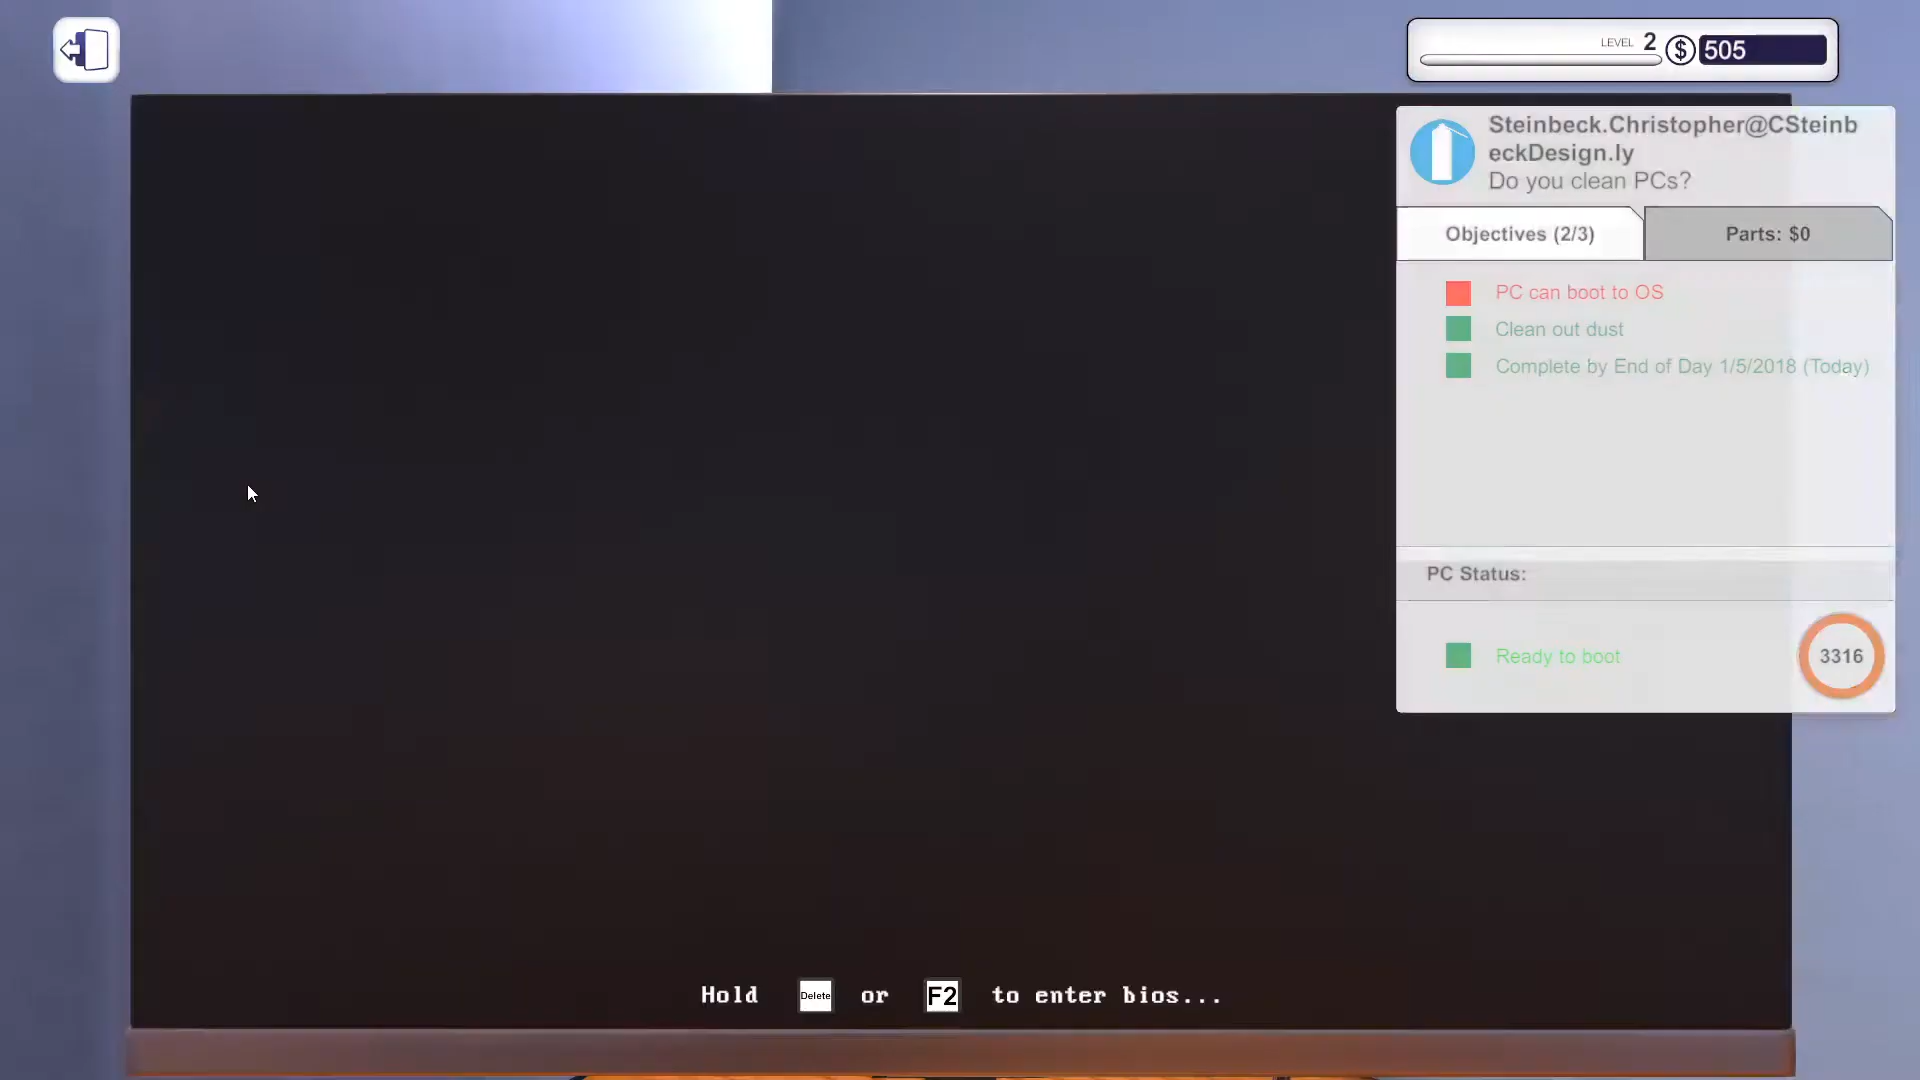 LEVEL 2 $ 505
Steinbeck.Christopher@CSteinb
eckDesign.ly
Do you clean PCs?
Objectives (2/3)
Parts: $0
PC can boot to OS
Clean out dust
Complete by End of Day 1/5/2018 (Today)
PC Status:
Ready to boot
3316
Hold Delete or F2 to enter bios...